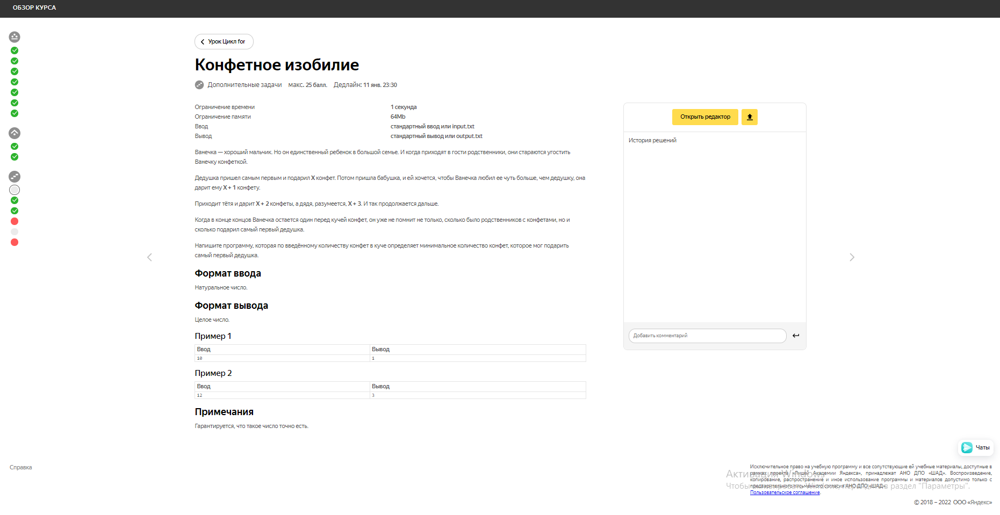 ОБЗОР КУРСА
Урок Цикл for
Конфетное изобилие
Дополнительные задачи макс. 25 балл. Дедлайн: 11 янв. 23:30
Ограничение времени 1 секунда
Ограничение памяти 64Mb
Ввод стандартный ввод или input.txt
Вывод стандартный вывод или output.txt
Ванечка — хороший мальчик. Но он единственный ребенок в большой семье. И когда приходят в гости родственники, они стараются угостить
Ванечку конфеткой.
Дедушка пришел самым первым и подарил X конфет. Потом пришла бабушка, и ей хочется, чтобы Ванечка любил ее чуть больше, чем дедушку, она
дарит ему X + 1 конфету.
Приходит тётя и дарит X + 2 конфеты, а дядя, разумеется, X + 3. И так продолжается дальше.
Когда в конце концов Ванечка остается один перед кучей конфет, он уже не помнит не только, сколько было родственников с конфетами, но и
сколько подарил самый первый дедушка.
Напишите программу, которая по введённому количеству конфет в куче определяет минимальное количество конфет, которое мог подарить
самый первый дедушка.
Формат ввода
Натуральное число.
Формат вывода
Целое число.
Пример 1
Ввод Вывод
10 1
Пример 2
Ввод Вывод
12 3
Примечания
Гарантируется, что такое число точно есть.
Открыть редактор
История решений
Добавить комментарий
Чаты
Справка
Исключительное право на учебную программу и все сопутствующие ей учебные материалы, доступные в
рамках проекта «Лицей Академии Яндекса», принадлежат АНО ДПО «ШАД». Воспроизведение,
копирование, распространение и иное использование программы и материалов допустимо только с
предварительного письменного согласия АНО ДПО «ШАД».
Пользовательское соглашение.
Активация Windows
Чтобы активировать Windows, перейдите в раздел "Параметры".
© 2018 – 2022 ООО «Яндекс»